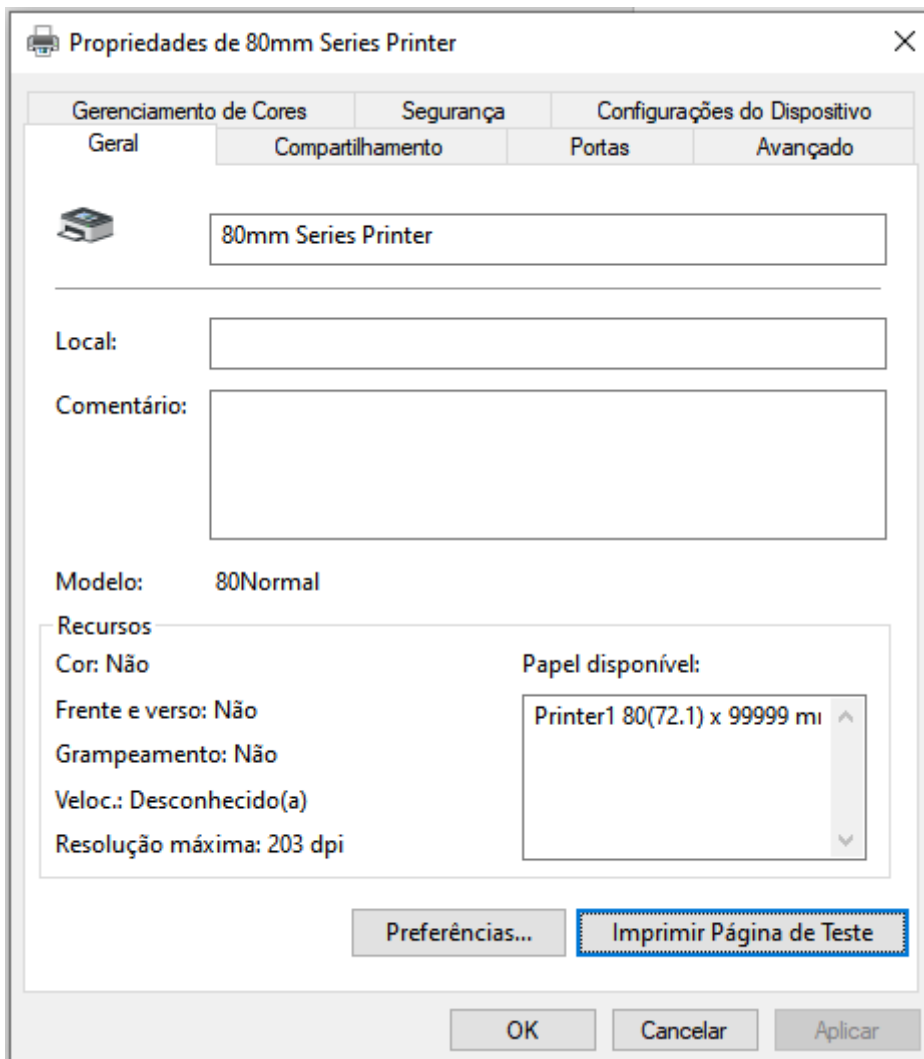 Propriedades de 80mm Series Printer
Gerenciamento de Cores Segurança Configurações do Dispositivo
Geral Compartilhamento Portas Avançado
80mm Series Printer
Local:
Comentário:
Modelo: 80Normal
Recursos
Cor: Não Papel disponível:
Frente e verso: Não Printer1 80(72.1) x 99999
Grampeamento: Não
Veloc.: Desconhecido(a)
Resolução máxima: 203 dpi
Preferências... Imprimir Página de Teste
OK Cancelar Aplicar